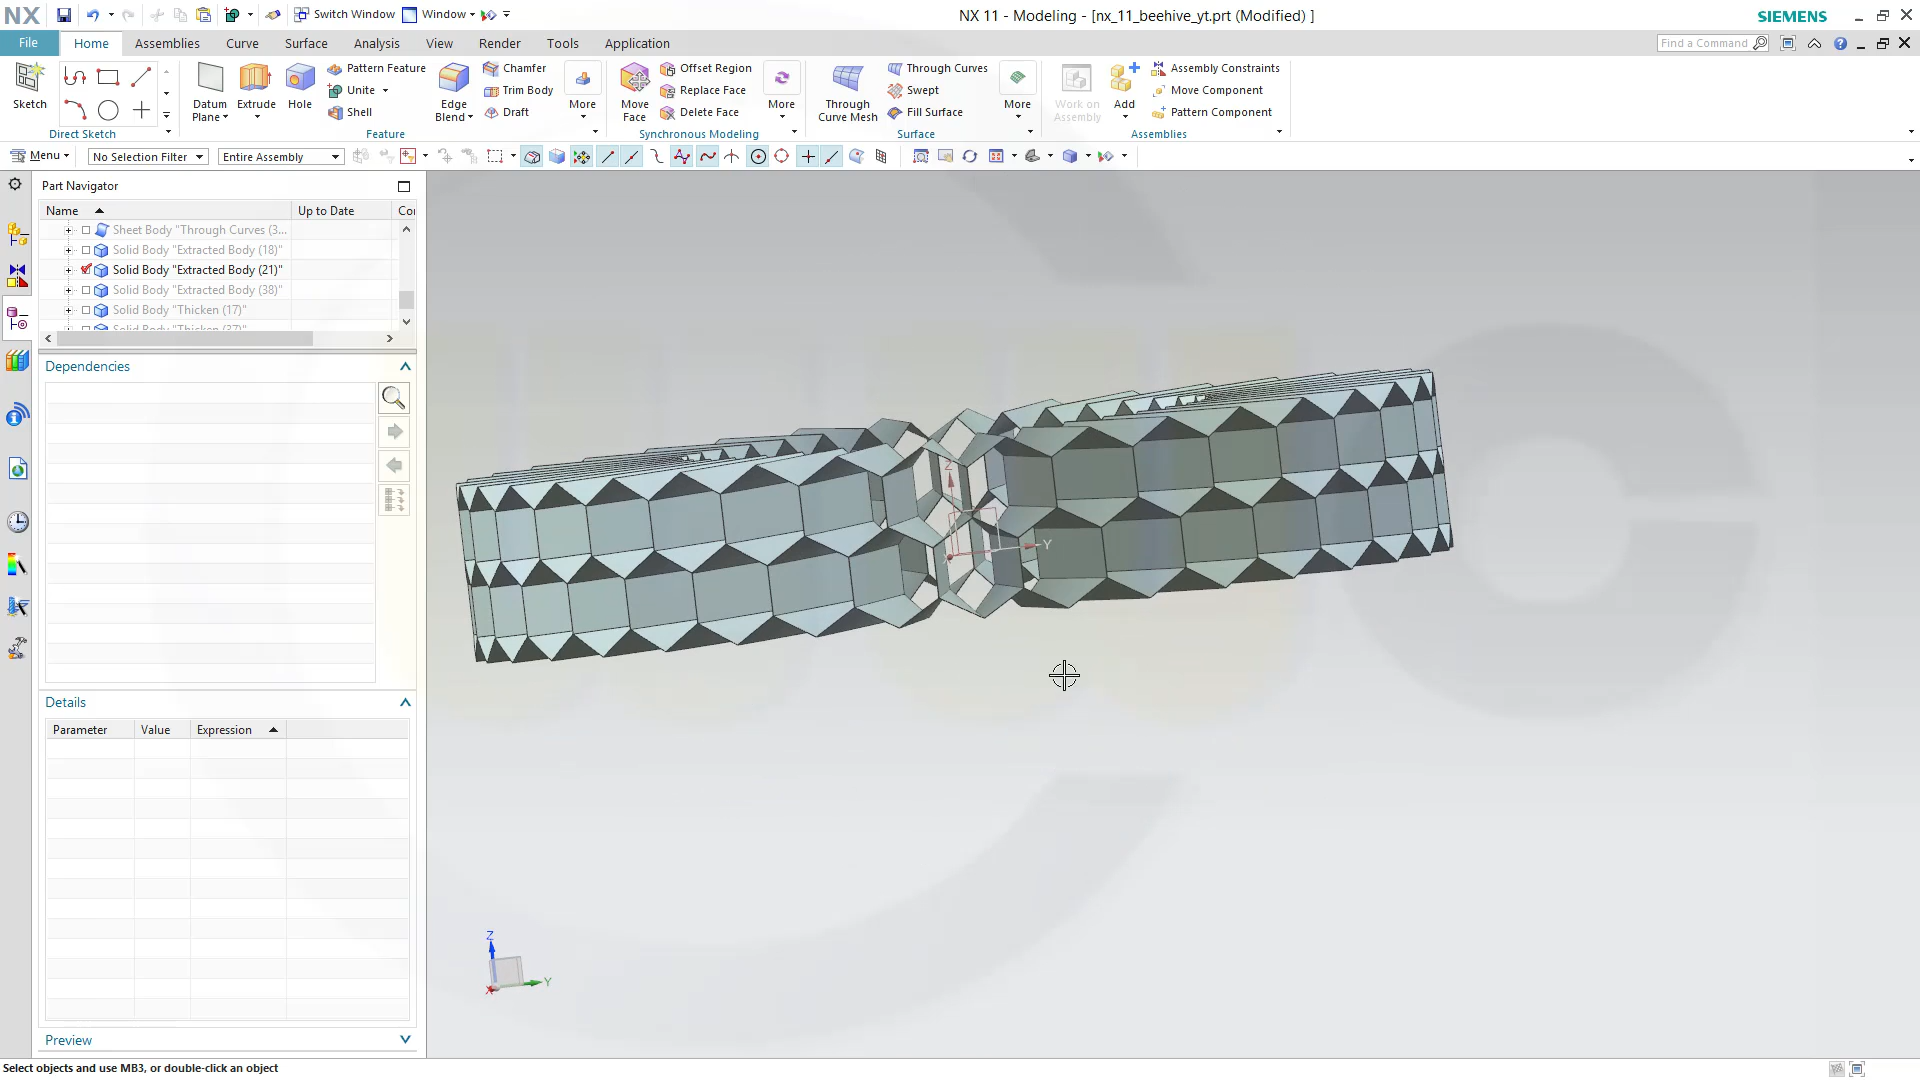 NX
Switch Window
Window
NX 11 - Modeling - [nx_11_beehive_yt.prt (Modified) ]
SIEMENS
File
Home
Assemblies
Curve
Surface
Analysis
View
Render
Tools
Application
Find a Command
Sketch
Direct Sketch
Datum Plane
Extrude
Hole
Pattern Feature
Unite
Shell
Edge Blend
Chamfer
Trim Body
Draft
More
Feature
Move Face
Offset Region
Replace Face
Delete Face
More
Synchronous Modeling
Through Curve Mesh
Through Curves
Swept
Fill Surface
More
Surface
Work on Assembly
Add
Assembly Constraints
Move Component
Pattern Component
Assemblies
Menu
No Selection Filter
Entire Assembly
Part Navigator
Name
Up to Date
Co
Sheet Body "Through Curves (3...
Solid Body "Extracted Body (18)"
Solid Body "Extracted Body (21)"
Solid Body "Extracted Body (38)"
Solid Body "Thicken (17)"
Solid Body "Thicken (37)"
Dependencies
Details
Parameter
Value
Expression
Preview
Z
Y
Z
Y
X
Select objects and use MB3, or double-click an object